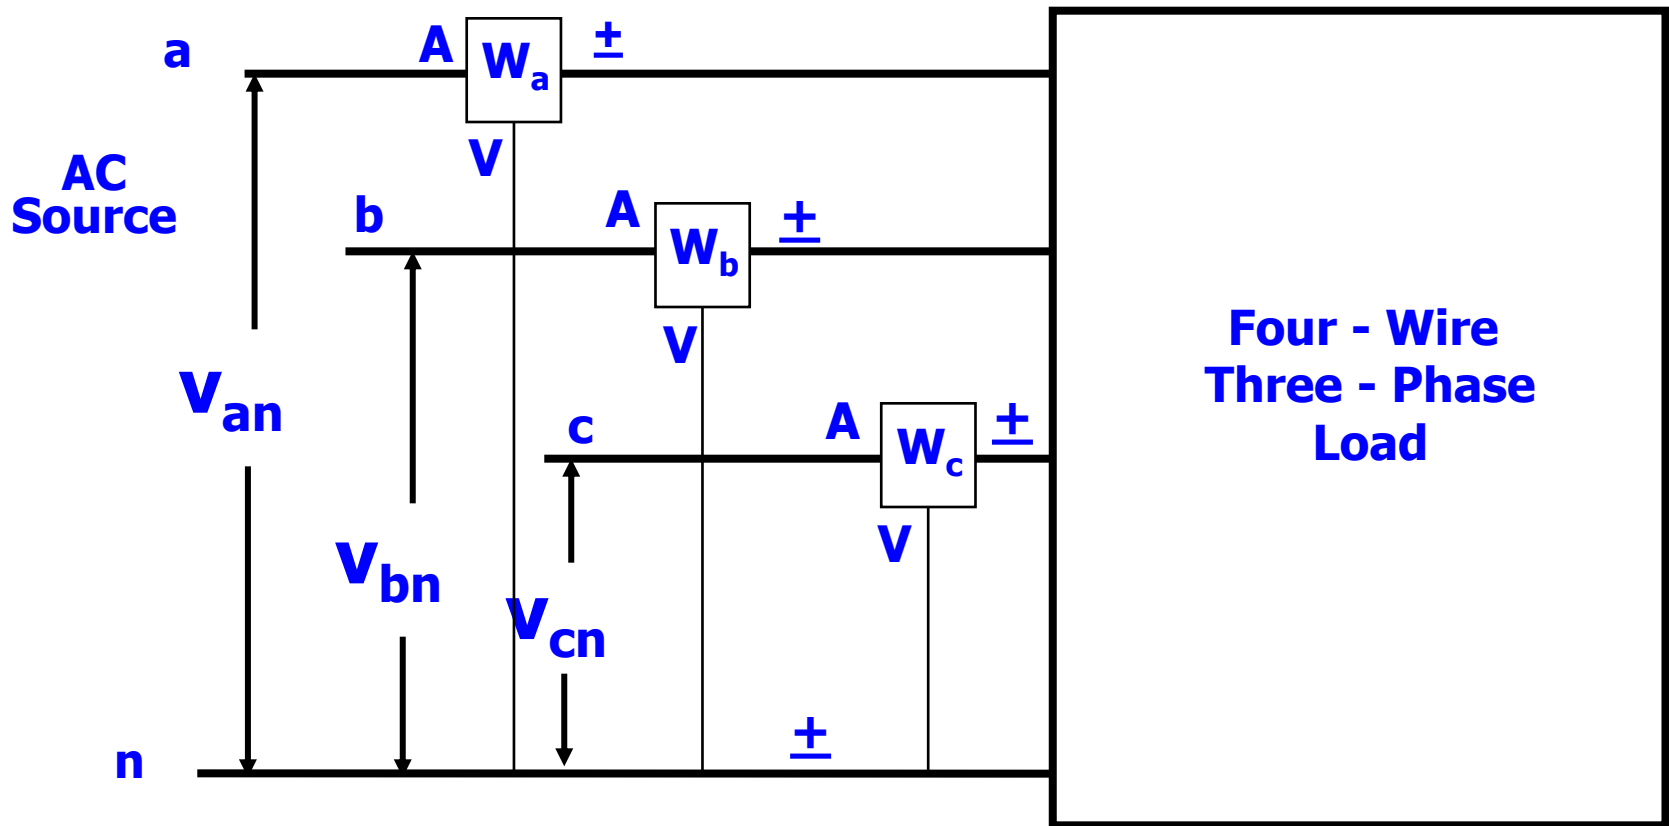 a
A
Wa
±
AC
Source
V
b
A
Wb
±
V
van
c
A
Wc
±
V
vbn
vcn
n
±
Four - Wire
Three - Phase
Load